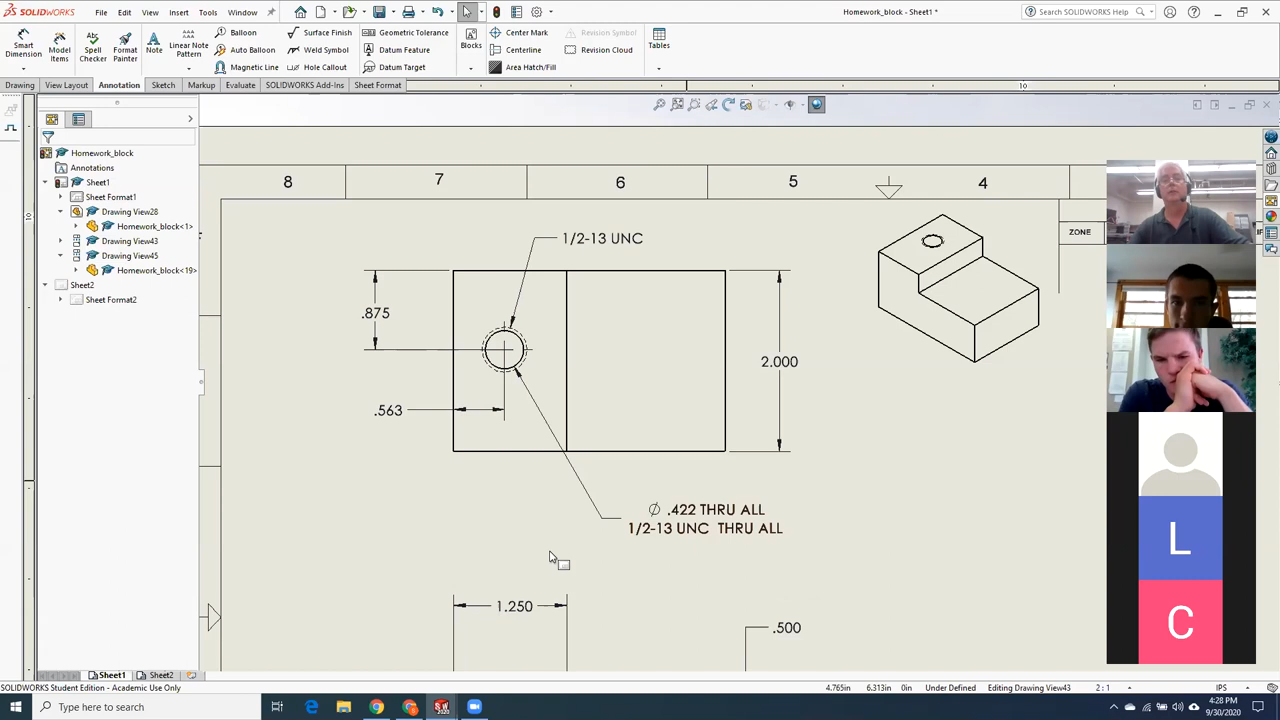 SOLIDWORKS File Edit View Insert Tools Window Homework_block - Sheet1 * Search SOLIDWORKS Help
Smart Dimension
Model Items
Spell Checker
Format Painter
Note
Linear Note Pattern
Balloon
Auto Balloon
Magnetic Line
Surface Finish
Weld Symbol
Hole Callout
Geometric Tolerance
Datum Feature
Datum Target
Blocks
Center Mark
Centerline
Area Hatch/Fill
Revision Symbol
Revision Cloud
Tables
Drawing View Layout Annotation Sketch Markup Evaluate SOLIDWORKS Add-Ins Sheet Format
10
Homework_block
Annotations
Sheet1
Sheet Format1
Drawing View28
Homework_block<1>
Drawing View43
Drawing View45
Homework_block<19>
Sheet2
Sheet Format2
8 7 6 5 4
ZONE
1/2-13 UNC
.875
2.000
.563
Ø .422 THRU ALL
1/2-13 UNC THRU ALL
1.250
.500
L
C
Sheet1 Sheet2
SOLIDWORKS Student Edition - Academic Use Only 4.765in 6.313in 0in Under Defined Editing Drawing View43 2 : 1 IPS
Type here to search
4:28 PM
9/30/2020